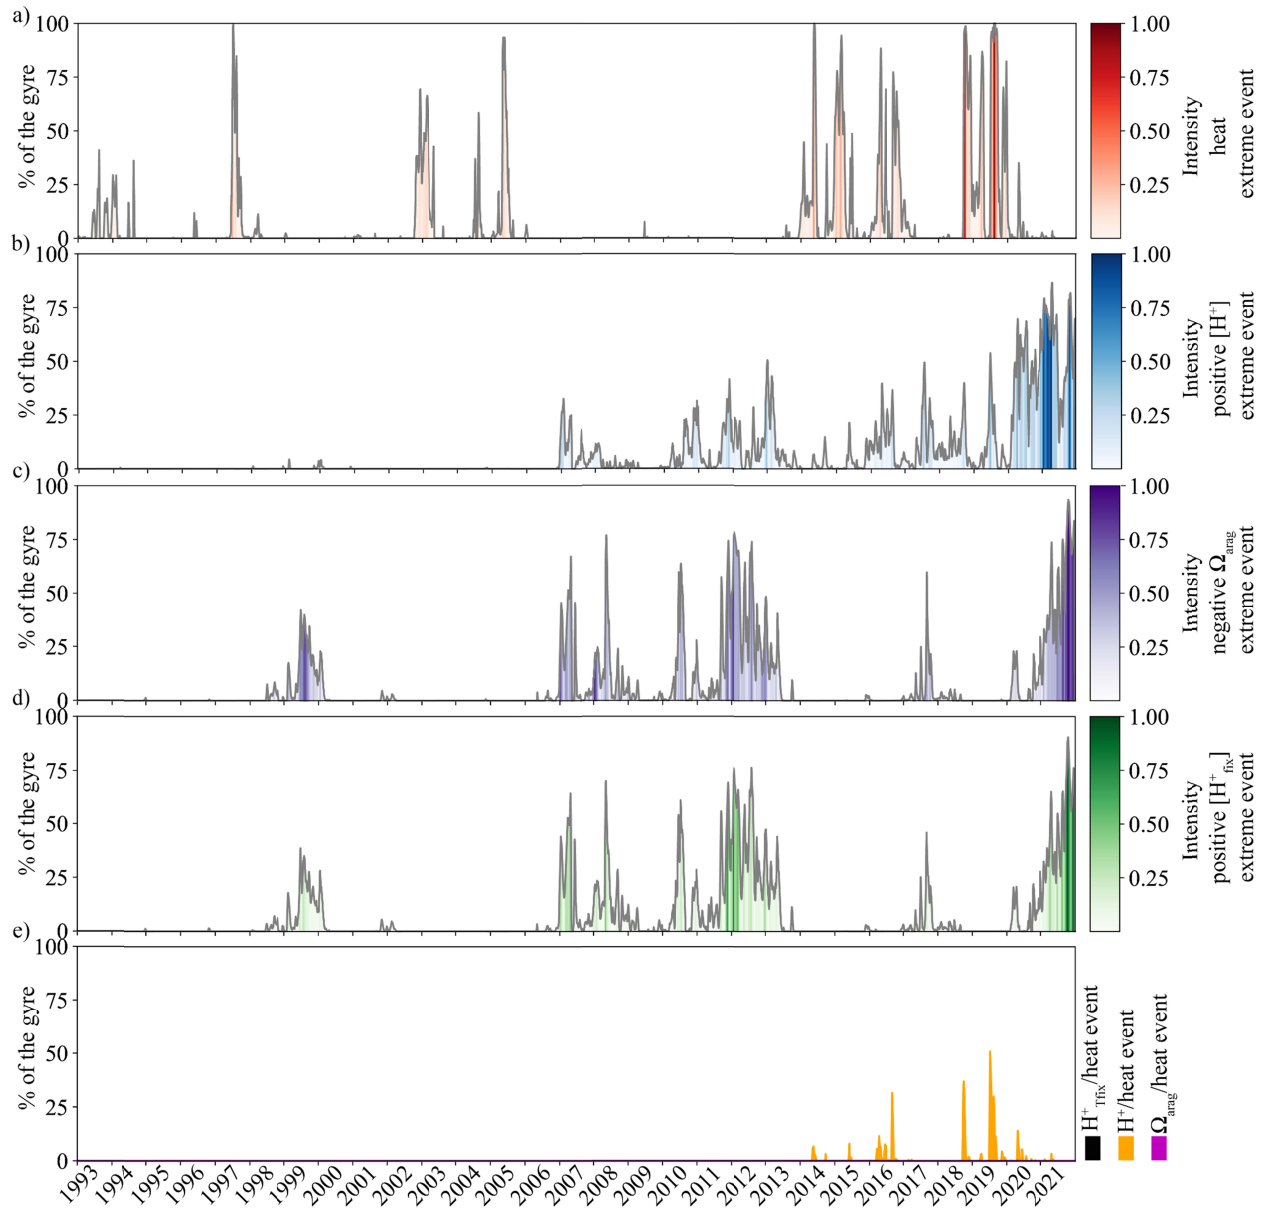 a)
100
75
50
25
0
% of the gyre
1.00
0.75
0.50
0.25
Intensity
heat
extreme event
b)
100
75
50
25
0
% of the gyre
1.00
0.75
0.50
0.25
Intensity
positive [H⁺]
extreme event
c)
100
75
50
25
0
% of the gyre
1.00
0.75
0.50
0.25
Intensity
negative Ω_arag
extreme event
d)
100
75
50
25
0
% of the gyre
1.00
0.75
0.50
0.25
Intensity
positive [H⁺_fix]
extreme event
e)
100
75
50
25
0
% of the gyre
H⁺_Tfix/heat event
H⁺/heat event
Ω_arag/heat event
1993 1994 1995 1996 1997 1998 1999 2000 2001 2002 2003 2004 2005 2006 2007 2008 2009 2010 2011 2012 2013 2014 2015 2016 2017 2018 2019 2020 2021